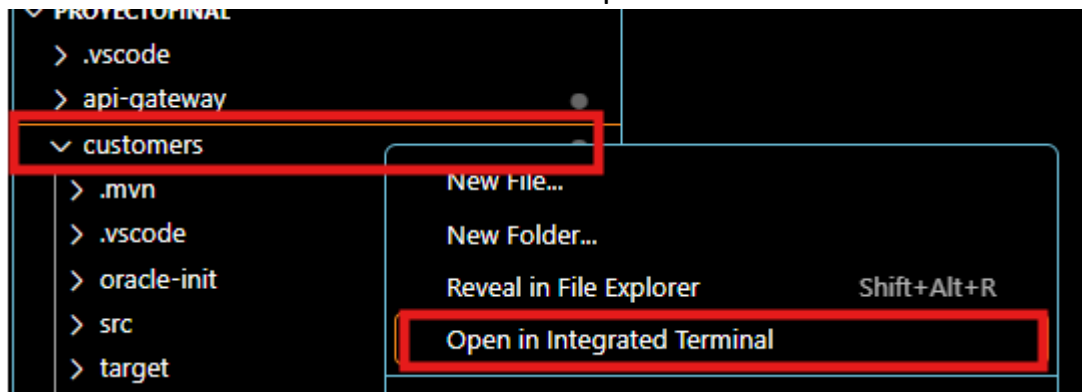 PROYECTOFINAL
.vscode
api-gateway
customers
.mvn
New File...
.vscode
New Folder...
oracle-init
Reveal in File Explorer Shift+Alt+R
src
Open in Integrated Terminal
target